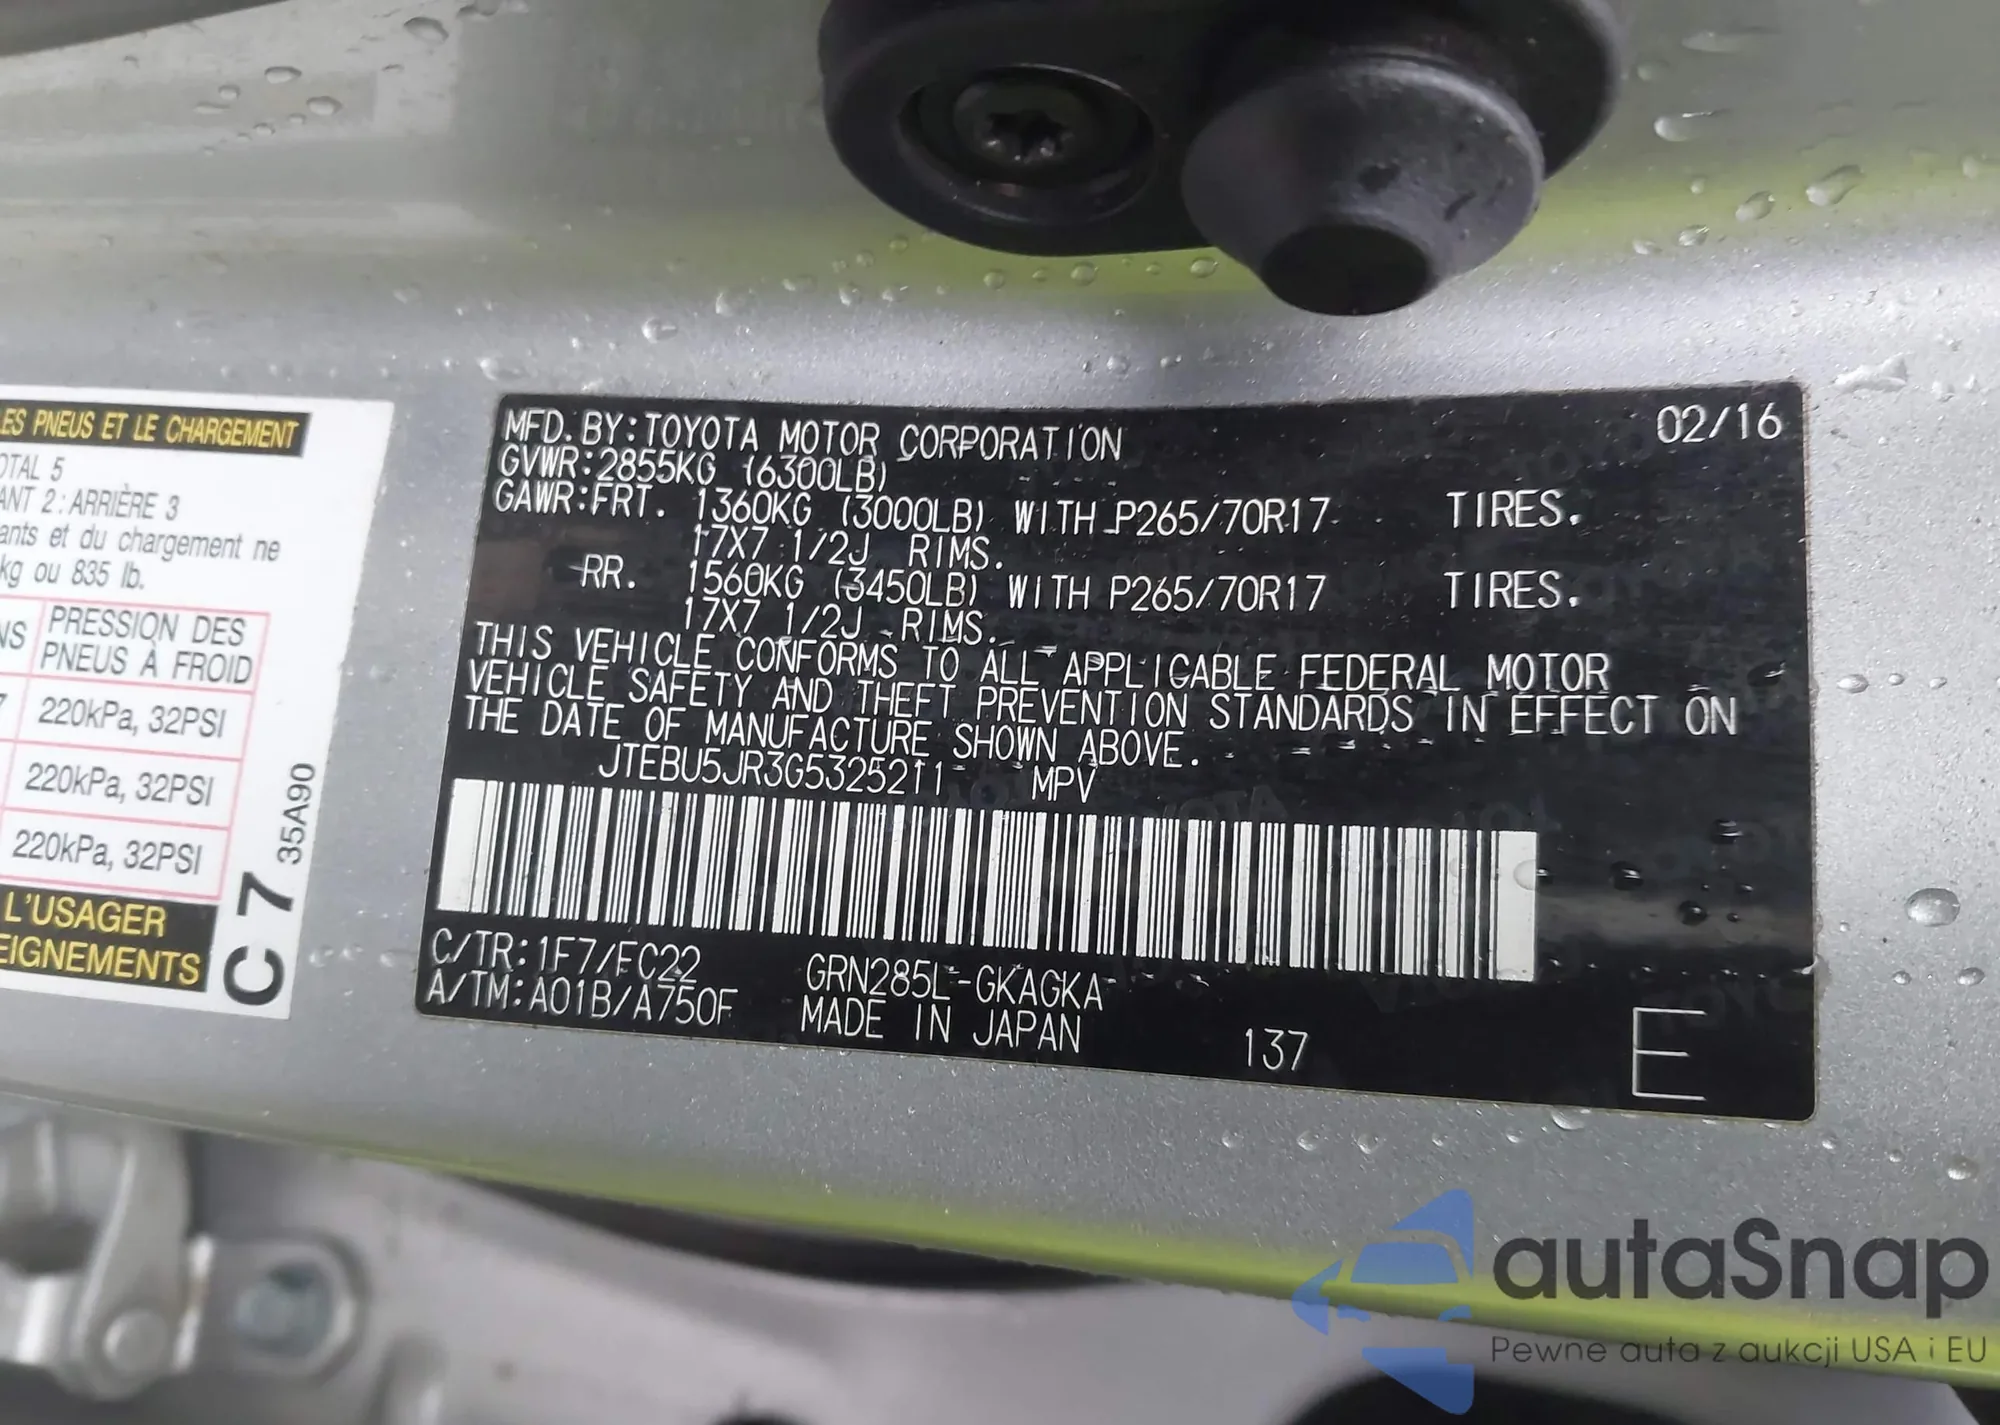 LES PNEUS ET LE CHARGEMENT
OTAL 5
ANT 2 : ARRIÈRE 3
ants et du chargement ne
kg ou 835 lb.
NS PRESSION DES
PNEUS À FROID
7 220kPa, 32PSI
220kPa, 32PSI
220kPa, 32PSI
L'USAGER
EIGNEMENTS
C 7 35A90
MFD. BY:TOYOTA MOTOR CORPORATION 02/16
GVWR:2855KG (6300LB)
GAWR:FRT. 1360KG (3000LB) WITH P265/70R17 TIRES.
17X7 1/2J RIMS.
RR. 1560KG (3450LB) WITH P265/70R17 TIRES.
17X7 1/2J RIMS.
THIS VEHICLE CONFORMS TO ALL APPLICABLE FEDERAL MOTOR
VEHICLE SAFETY AND THEFT PREVENTION STANDARDS IN EFFECT ON
THE DATE OF MANUFACTURE SHOWN ABOVE.
JTEBU5JR3G5325211 MPV
C/TR:1F7/FC22 GRN285L-GKAGKA
A/TM:A01B/A750F MADE IN JAPAN 137 E
autaSnap
Pewne auta z aukcji USA i EU